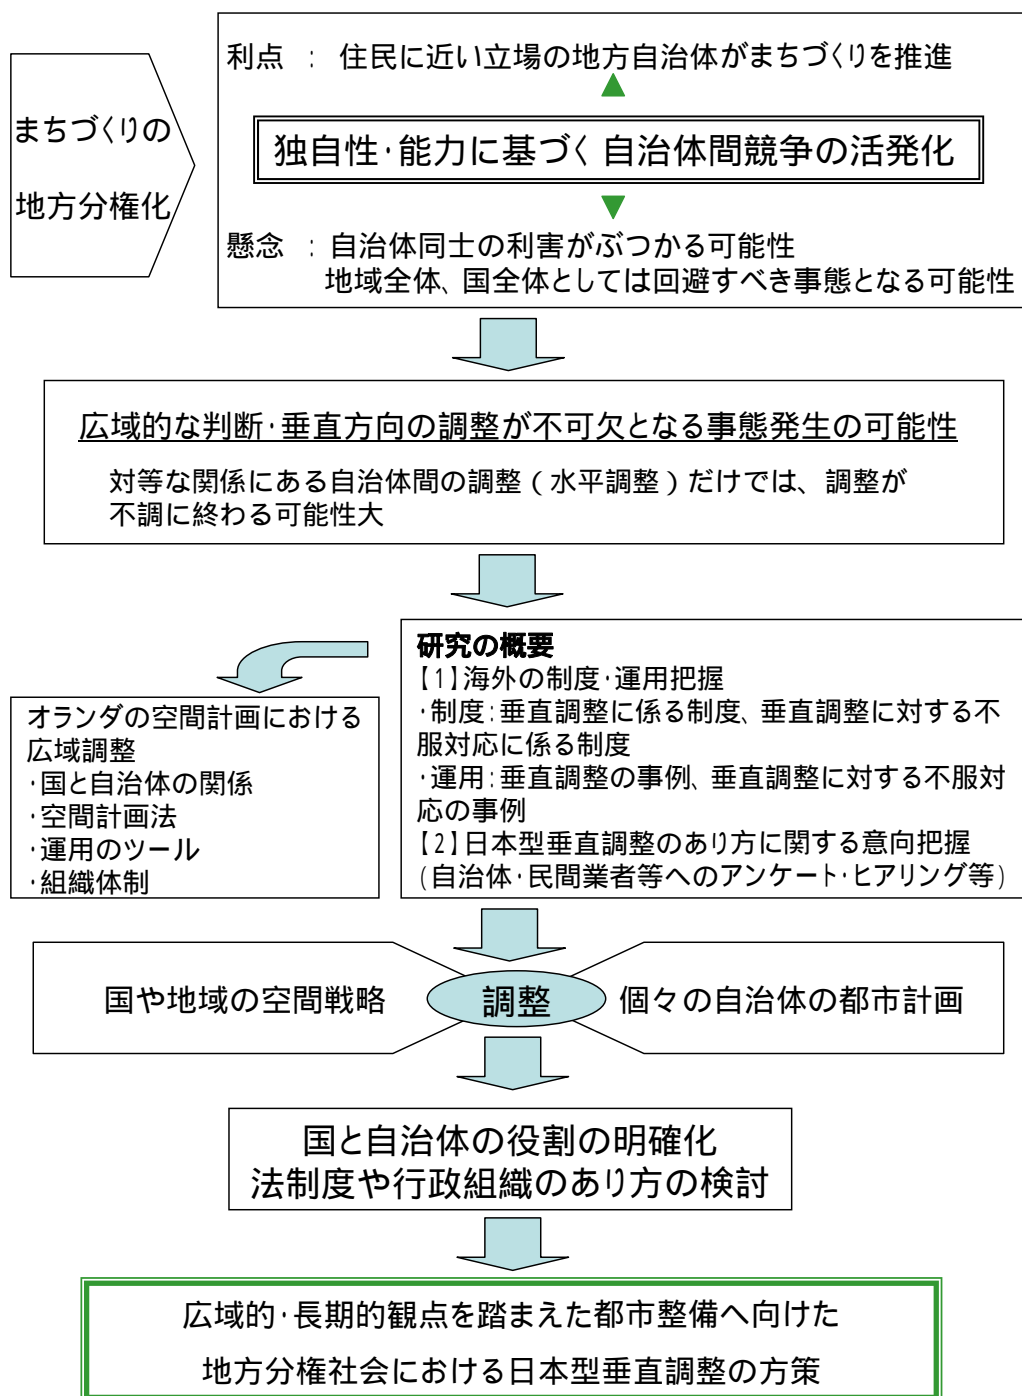 まちづくりの
地方分権化
利点 : 住民に近い立場の地方自治体がまちづくりを推進
独自性・能力に基づく自治体間競争の活発化
懸念 : 自治体同士の利害がぶつかる可能性
地域全体、国全体としては回避すべき事態となる可能性
広域的な判断・垂直方向の調整が不可欠となる事態発生の可能性
対等な関係にある自治体間の調整(水平調整)だけでは、調整が
不調に終わる可能性大
研究の概要
【1】海外の制度・運用把握
・制度:垂直調整に係る制度、垂直調整に対する不
服対応に係る制度
・運用:垂直調整の事例、垂直調整に対する不服対
応の事例
【2】日本型垂直調整のあり方に関する意向把握
(自治体・民間業者等へのアンケート・ヒアリング等)
オランダの空間計画における
広域調整
・国と自治体の関係
・空間計画法
・運用のツール
・組織体制
国や地域の空間戦略
調整
個々の自治体の都市計画
国と自治体の役割の明確化
法制度や行政組織のあり方の検討
広域的・長期的観点を踏まえた都市整備へ向けた
地方分権社会における日本型垂直調整の方策